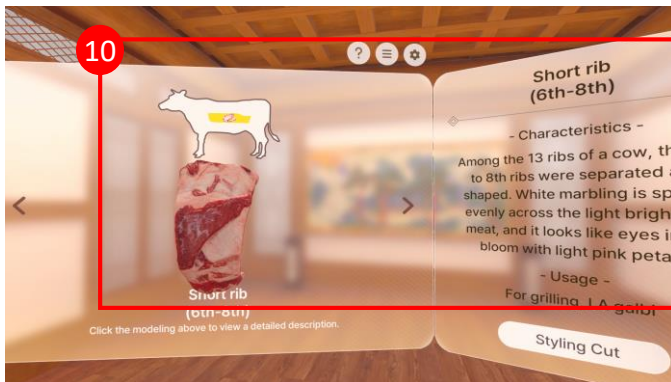 10
?
Short rib
(6th-8th)
Click the modeling above to view a detailed description.
Short rib
(6th-8th)
- Characteristics -
Among the 13 ribs of a cow, th
to 8th ribs were separated
shaped. White marbling is sp
evenly across the light brigh
meat, and it looks like eyes i
bloom with light pink peta
- Usage -
For grilling, LA galbi
Styling Cut